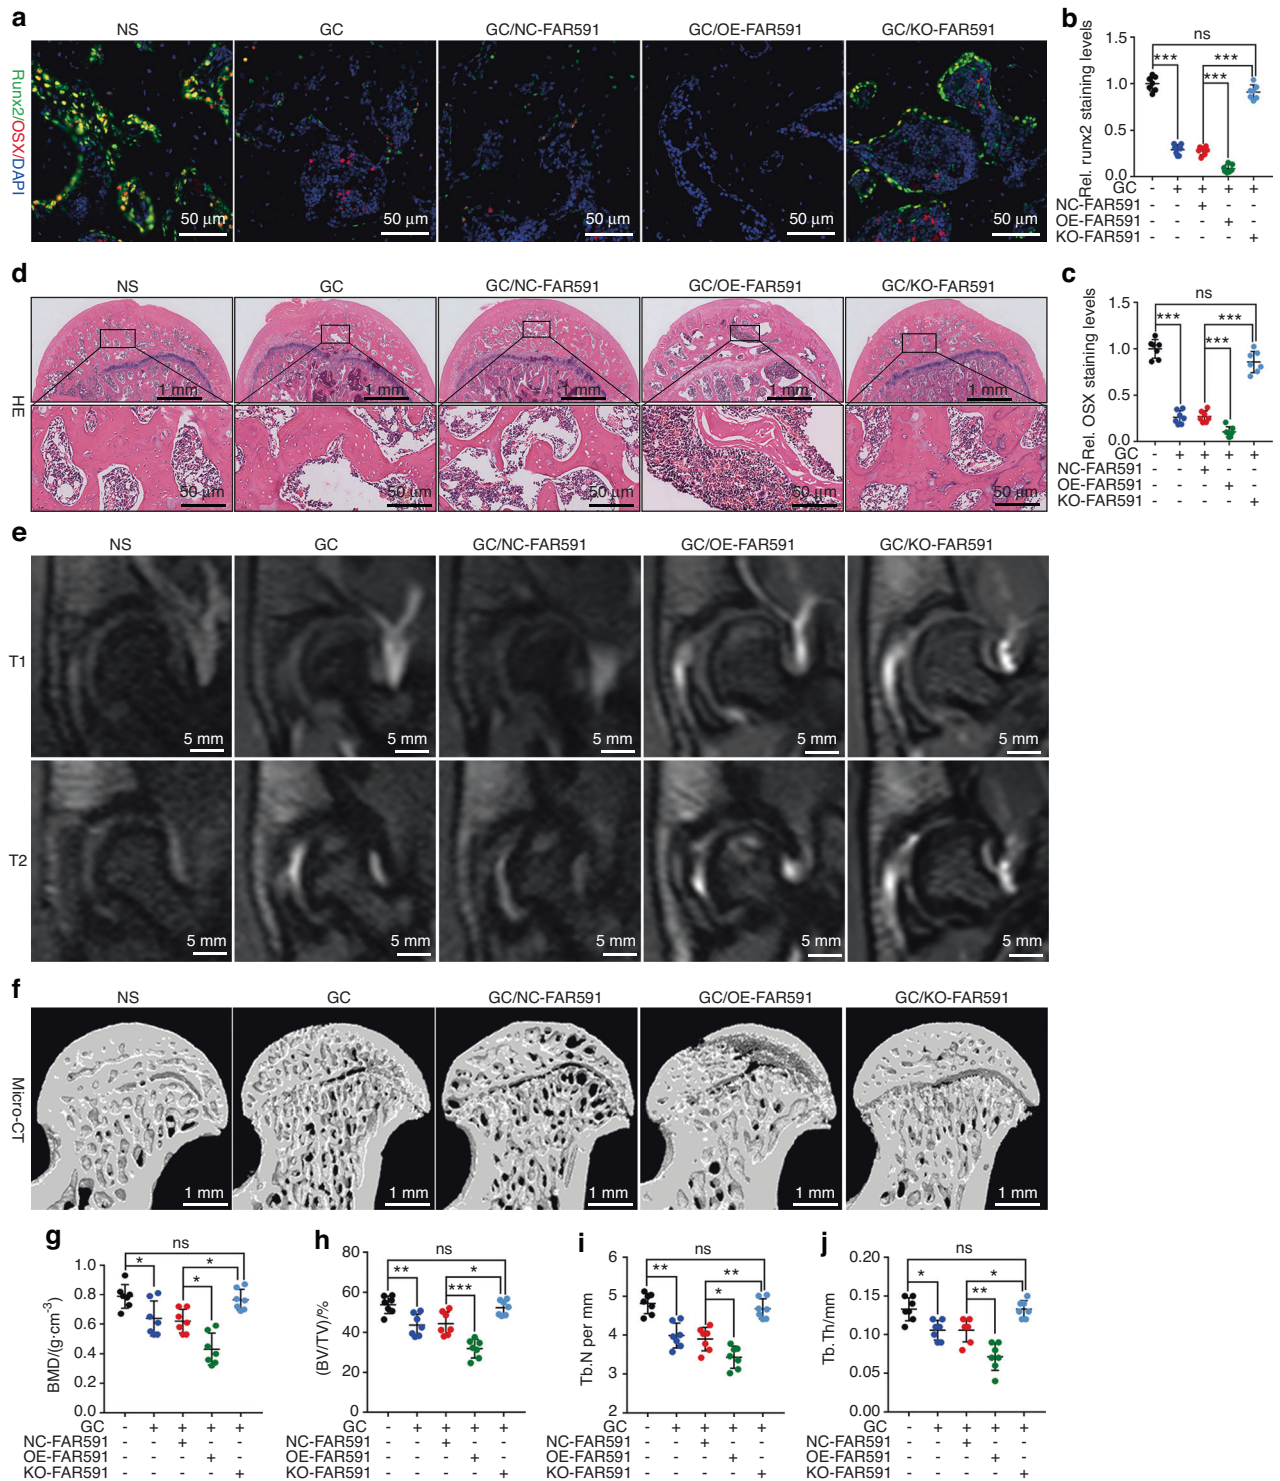 a
NS GC GC/NC-FAR591 GC/OE-FAR591 GC/KO-FAR591
Runx2/OSX/DAPI
50 μm 50 μm 50 μm 50 μm 50 μm
b
Rel. runx2 staining levels
1.5
1.0
0.5
0.0
ns
*** ***
***
GC - + + + +
NC-FAR591 - - + - -
OE-FAR591 - - - + -
KO-FAR591 - - - - +
d
NS GC GC/NC-FAR591 GC/OE-FAR591 GC/KO-FAR591
HE
1 mm 1 mm 1 mm 1 mm 1 mm
50 μm 50 μm 50 μm 50 μm 50 μm
c
Rel. OSX staining levels
1.5
1.0
0.5
0.0
ns
*** ***
***
GC - + + + +
NC-FAR591 - - + - -
OE-FAR591 - - - + -
KO-FAR591 - - - - +
e
NS GC GC/NC-FAR591 GC/OE-FAR591 GC/KO-FAR591
T1
5 mm 5 mm 5 mm 5 mm 5 mm
T2
5 mm 5 mm 5 mm 5 mm 5 mm
f
NS GC GC/NC-FAR591 GC/OE-FAR591 GC/KO-FAR591
Micro-CT
1 mm 1 mm 1 mm 1 mm 1 mm
g
BMD/(g·cm⁻³)
1.0
0.8
0.6
0.4
0.2
0.0
ns
* *
*
GC - + + + +
NC-FAR591 - - + - -
OE-FAR591 - - - + -
KO-FAR591 - - - - +
h
(BV/TV)/%
80
60
40
20
0
ns
** *
***
GC - + + + +
NC-FAR591 - - + - -
OE-FAR591 - - - + -
KO-FAR591 - - - - +
i
Tb.N per mm
6
5
4
3
2
ns
** **
*
GC - + + + +
NC-FAR591 - - + - -
OE-FAR591 - - - + -
KO-FAR591 - - - - +
j
Tb.Th/mm
0.20
0.15
0.10
0.05
0.00
ns
* *
**
GC - + + + +
NC-FAR591 - - + - -
OE-FAR591 - - - + -
KO-FAR591 - - - - +